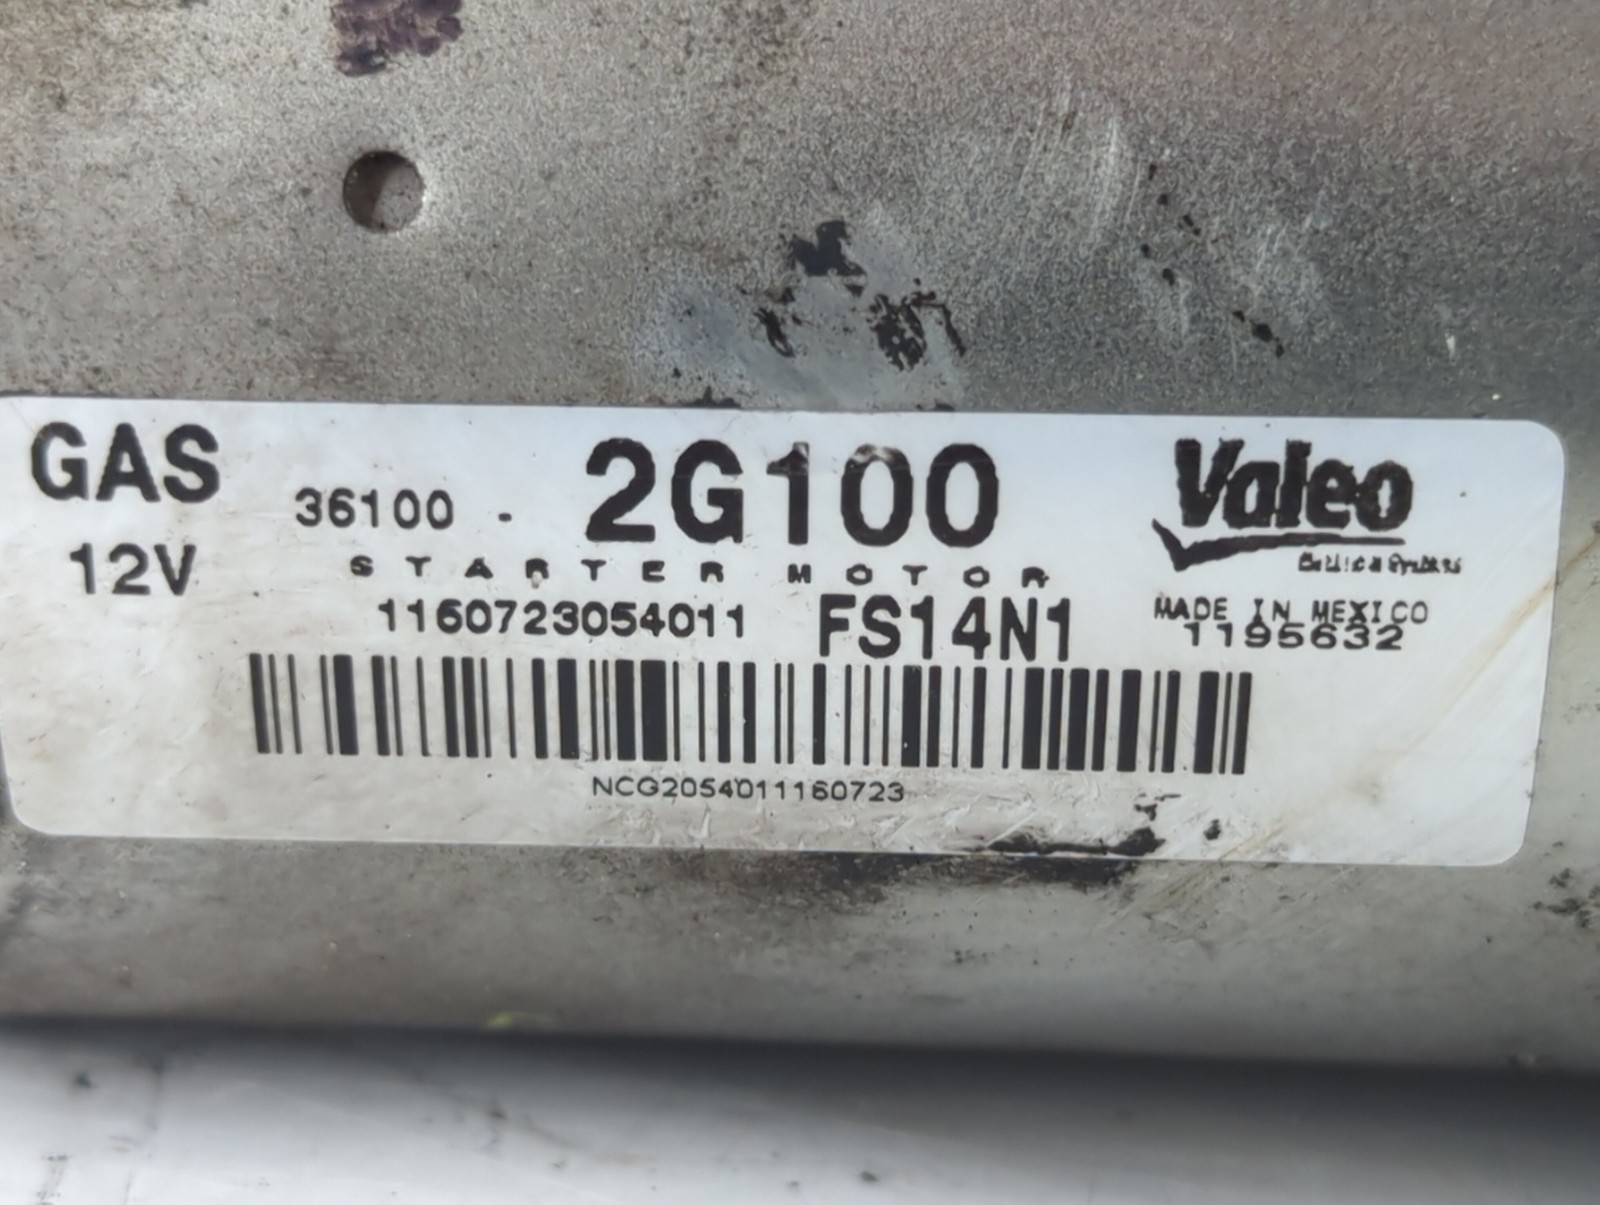 GAS 36100 - 2G100 Valeo
12V STARTER MOTOR
1160723054011 FS14N1 MADE IN MEXICO
1195632
NCG2054011160723